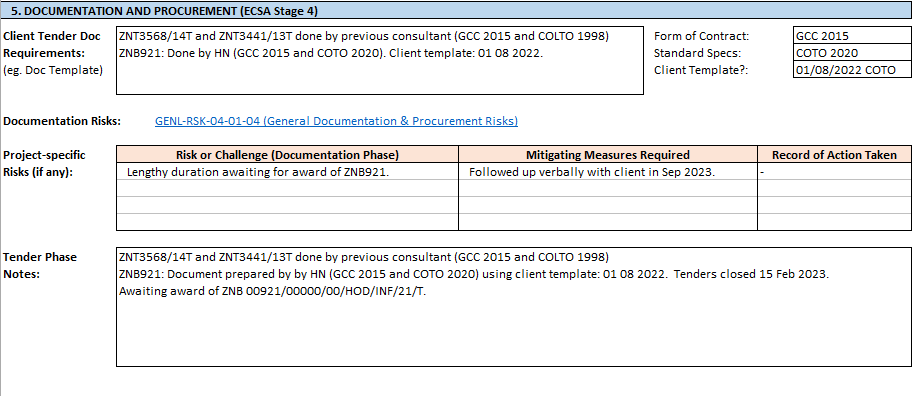 5. DOCUMENTATION AND PROCUREMENT (ECSA Stage 4)
Client Tender Doc
Requirements:
(eg. Doc Template)
ZNT3568/14T and ZNT3441/13T done by previous consultant (GCC 2015 and COLTO 1998)
ZNB921: Done by HN (GCC 2015 and COTO 2020). Client template: 01 08 2022.
Form of Contract: GCC 2015
Standard Specs: COTO 2020
Client Template?: 01/08/2022 COTO
Documentation Risks: GENL-RSK-04-01-04 (General Documentation & Procurement Risks)
Project-specific
Risks (if any):
Risk or Challenge (Documentation Phase) Mitigating Measures Required Record of Action Taken
Lengthy duration awaiting for award of ZNB921. Followed up verbally with client in Sep 2023. -
Tender Phase
Notes:
ZNT3568/14T and ZNT3441/13T done by previous consultant (GCC 2015 and COLTO 1998)
ZNB921: Document prepared by by HN (GCC 2015 and COTO 2020) using client template: 01 08 2022. Tenders closed 15 Feb 2023.
Awaiting award of ZNB 00921/00000/00/HOD/INF/21/T.